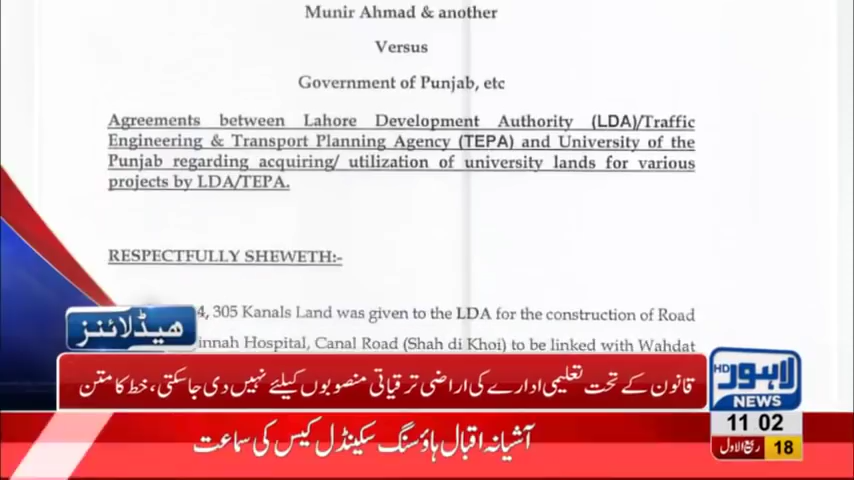 Munir Ahmad & another
Versus
Government of Punjab, etc
Agreements between Lahore Development Authority (LDA)/Traffic
Engineering & Transport Planning Agency (TEPA) and University of the
Punjab regarding acquiring/ utilization of university lands for various
projects by LDA/TEPA.
RESPECTFULLY SHEWETH:-
4, 305 Kanals Land was given to the LDA for the construction of Road
innah Hospital, Canal Road (Shah di Khoi) to be linked with Wahdat
ہیڈلائنز
قانون کے تحت تعلیمی ادارے کی اراضی ترقیاتی منصوبوں کیلئے نہیں دی جاسکتی، خط کا متن
آشیانہ اقبال ہاؤسنگ سکینڈل کیس کی سماعت
لاہور HD
NEWS
11 02
ربیع الاول 18